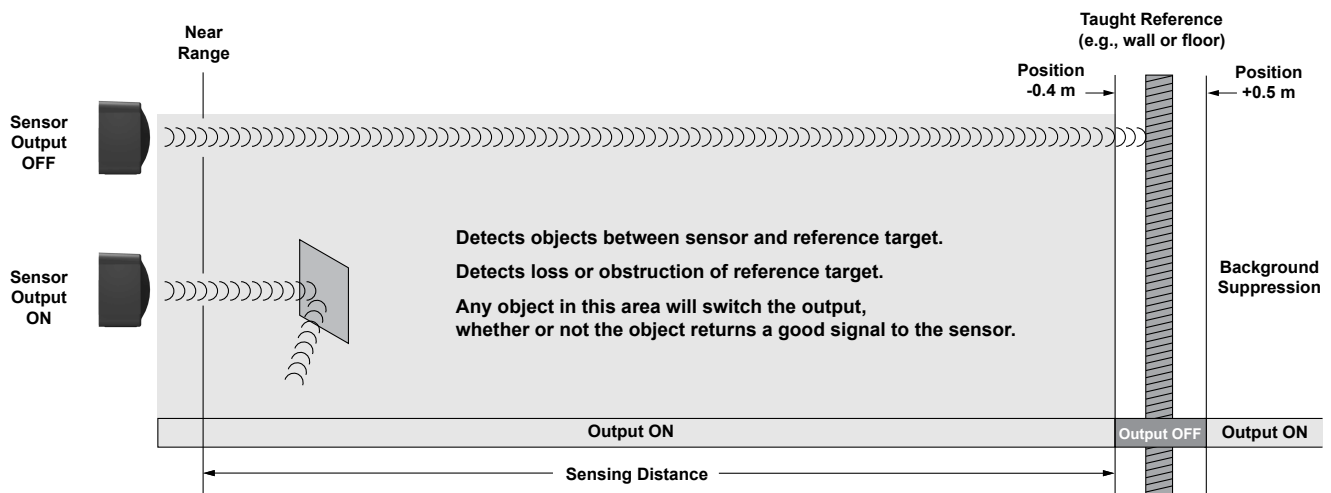 Taught Reference
(e.g., wall or floor)
Near
Range
Position
-0.4 m
Position
+0.5 m
Sensor
Output
OFF
Detects objects between sensor and reference target.
Detects loss or obstruction of reference target.
Any object in this area will switch the output,
whether or not the object returns a good signal to the sensor.
Sensor
Output
ON
Background
Suppression
Output ON
Output OFF
Output ON
Sensing Distance